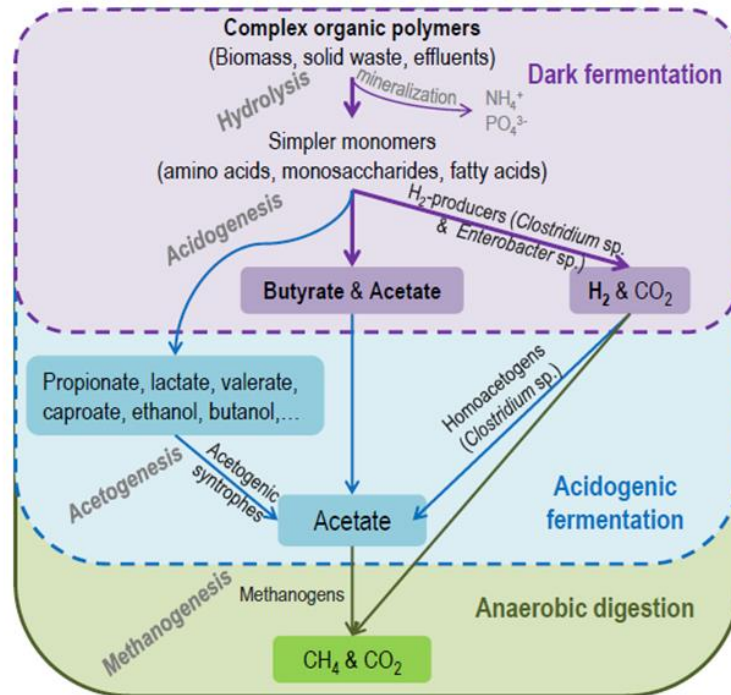 Complex organic polymers
(Biomass, solid waste, effluents)
Dark fermentation
Hydrolysis
mineralization
NH₄⁺
PO₄³⁻
Simpler monomers
(amino acids, monosaccharides, fatty acids)
Acidogenesis
H₂-producers (Clostridium sp.
& Enterobacter sp.)
Butyrate & Acetate
H₂ & CO₂
Propionate, lactate, valerate,
caproate, ethanol, butanol,...
Homoacetogens
(Clostridium sp.)
Acetogenesis
Acetogenic
syntrophes
Acetate
Acidogenic
fermentation
Methanogenesis
Methanogens
Anaerobic digestion
CH₄ & CO₂